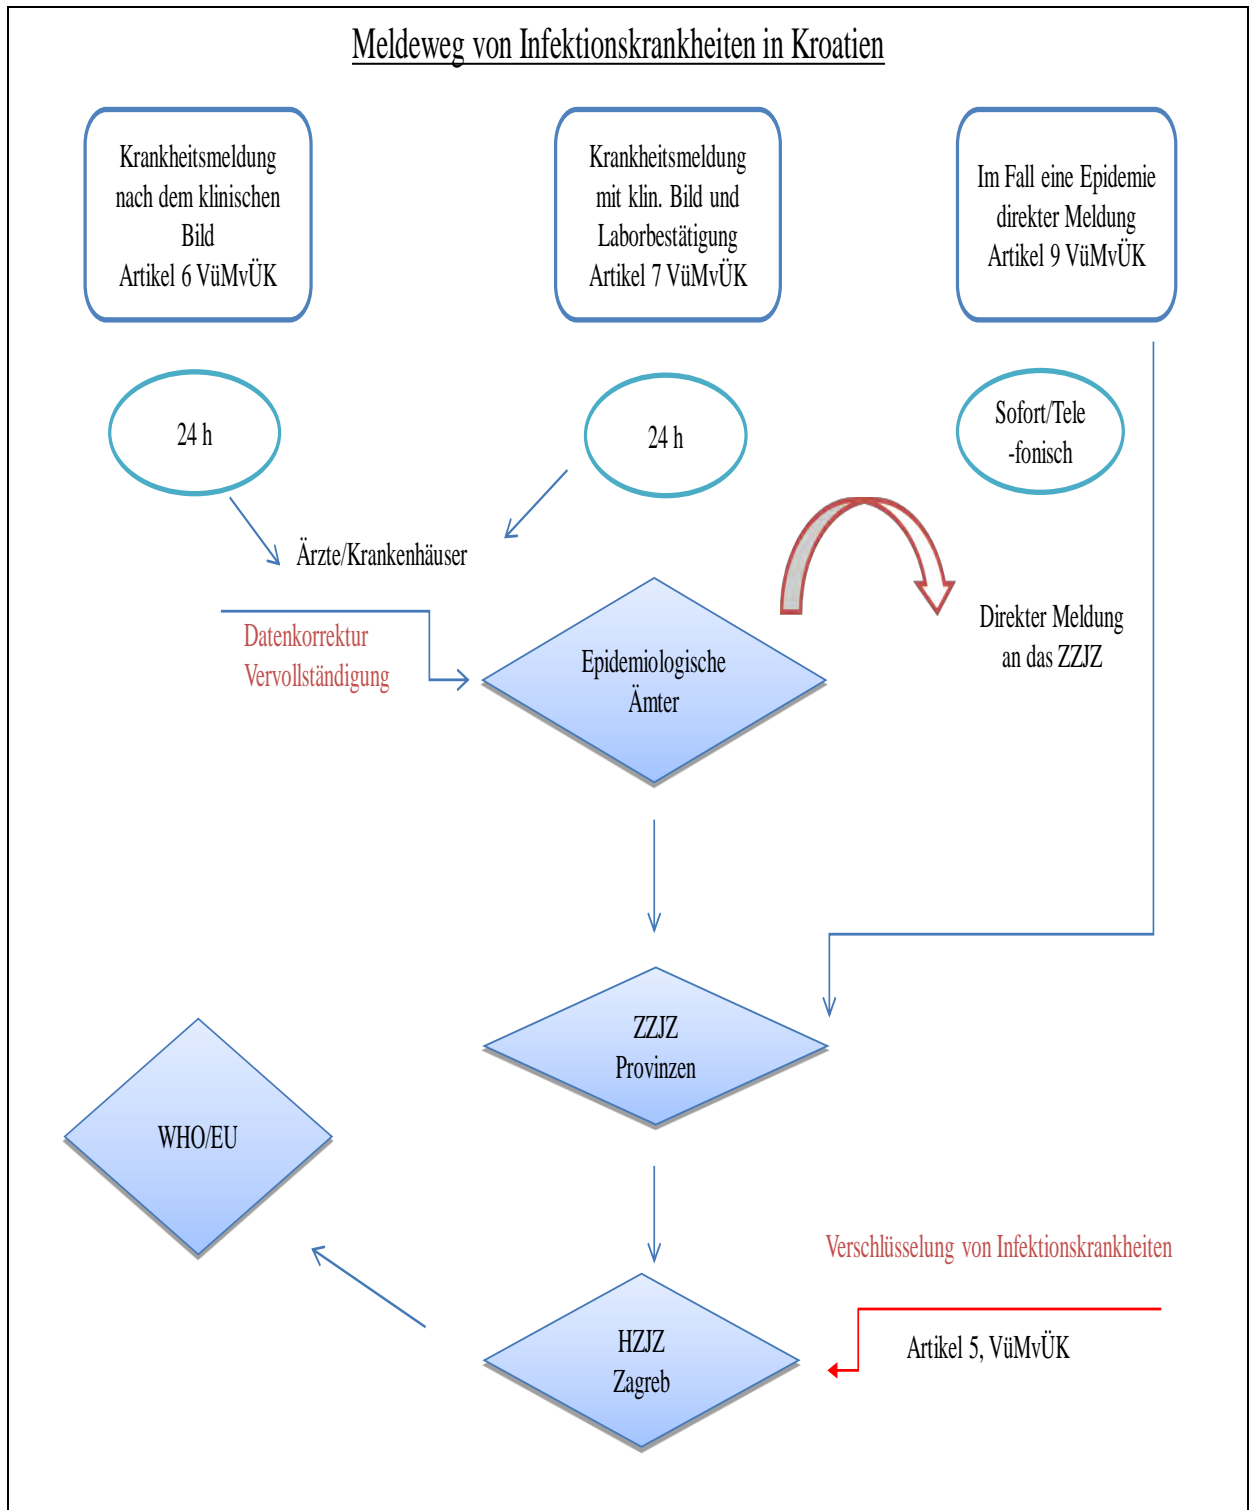 Meldeweg von Infektionskrankheiten in Kroatien
Krankheitsmeldung
nach dem klinischen
Bild
Artikel 6 VüMvÜK
Krankheitsmeldung
mit klin. Bild und
Laborbestätigung
Artikel 7 VüMvÜK
Im Fall eine Epidemie
direkter Meldung
Artikel 9 VüMvÜK
24 h
24 h
Sofort/Tele
-fonisch
Ärzte/Krankenhäuser
Datenkorrektur
Vervollständigung
Epidemiologische
Ämter
Direkter Meldung
an das ZZJZ
ZZJZ
Provinzen
WHO/EU
Verschlüsselung von Infektionskrankheiten
Artikel 5, VüMvÜK
HZJZ
Zagreb